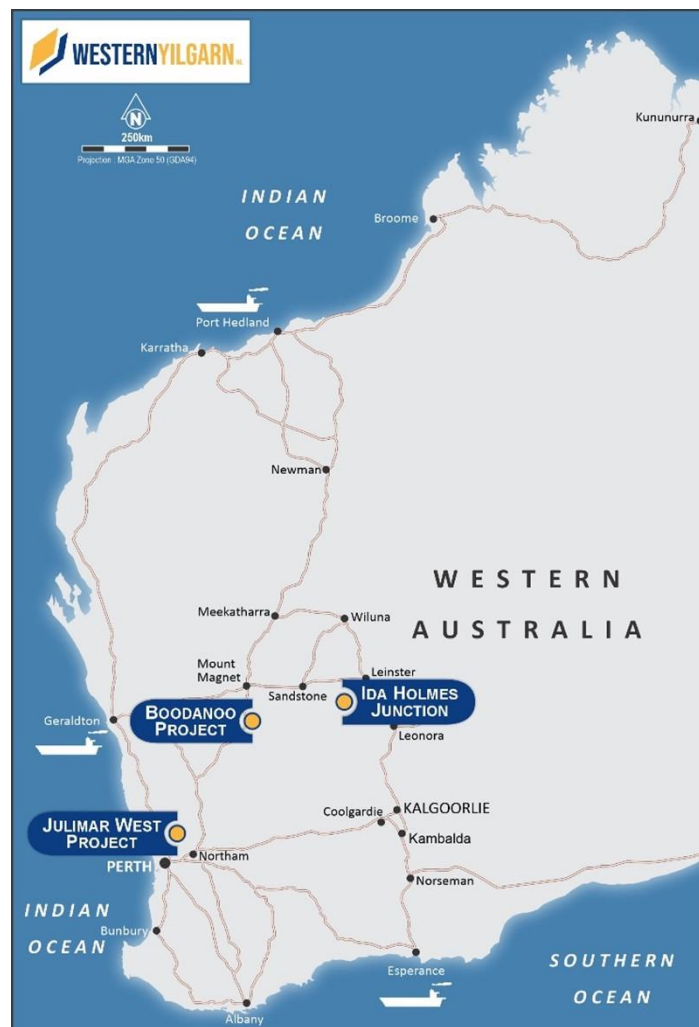 WESTERNYILGARN NL
N
250km
Projection : MGA Zone 50 (GDA94)
Kununurra
INDIAN
OCEAN
Broome
Port Hedland
Karratha
Newman
WESTERN
AUSTRALIA
Meekatharra
Wiluna
Mount
Magnet
Sandstone
Leinster
IDA HOLMES
JUNCTION
BOODANOO
PROJECT
Geraldton
Leonora
JULIMAR WEST
PROJECT
Coolgardie
KALGOORLIE
Kambalda
PERTH
Northam
Norseman
INDIAN
OCEAN
Bunbury
Esperance
SOUTHERN
OCEAN
Albany